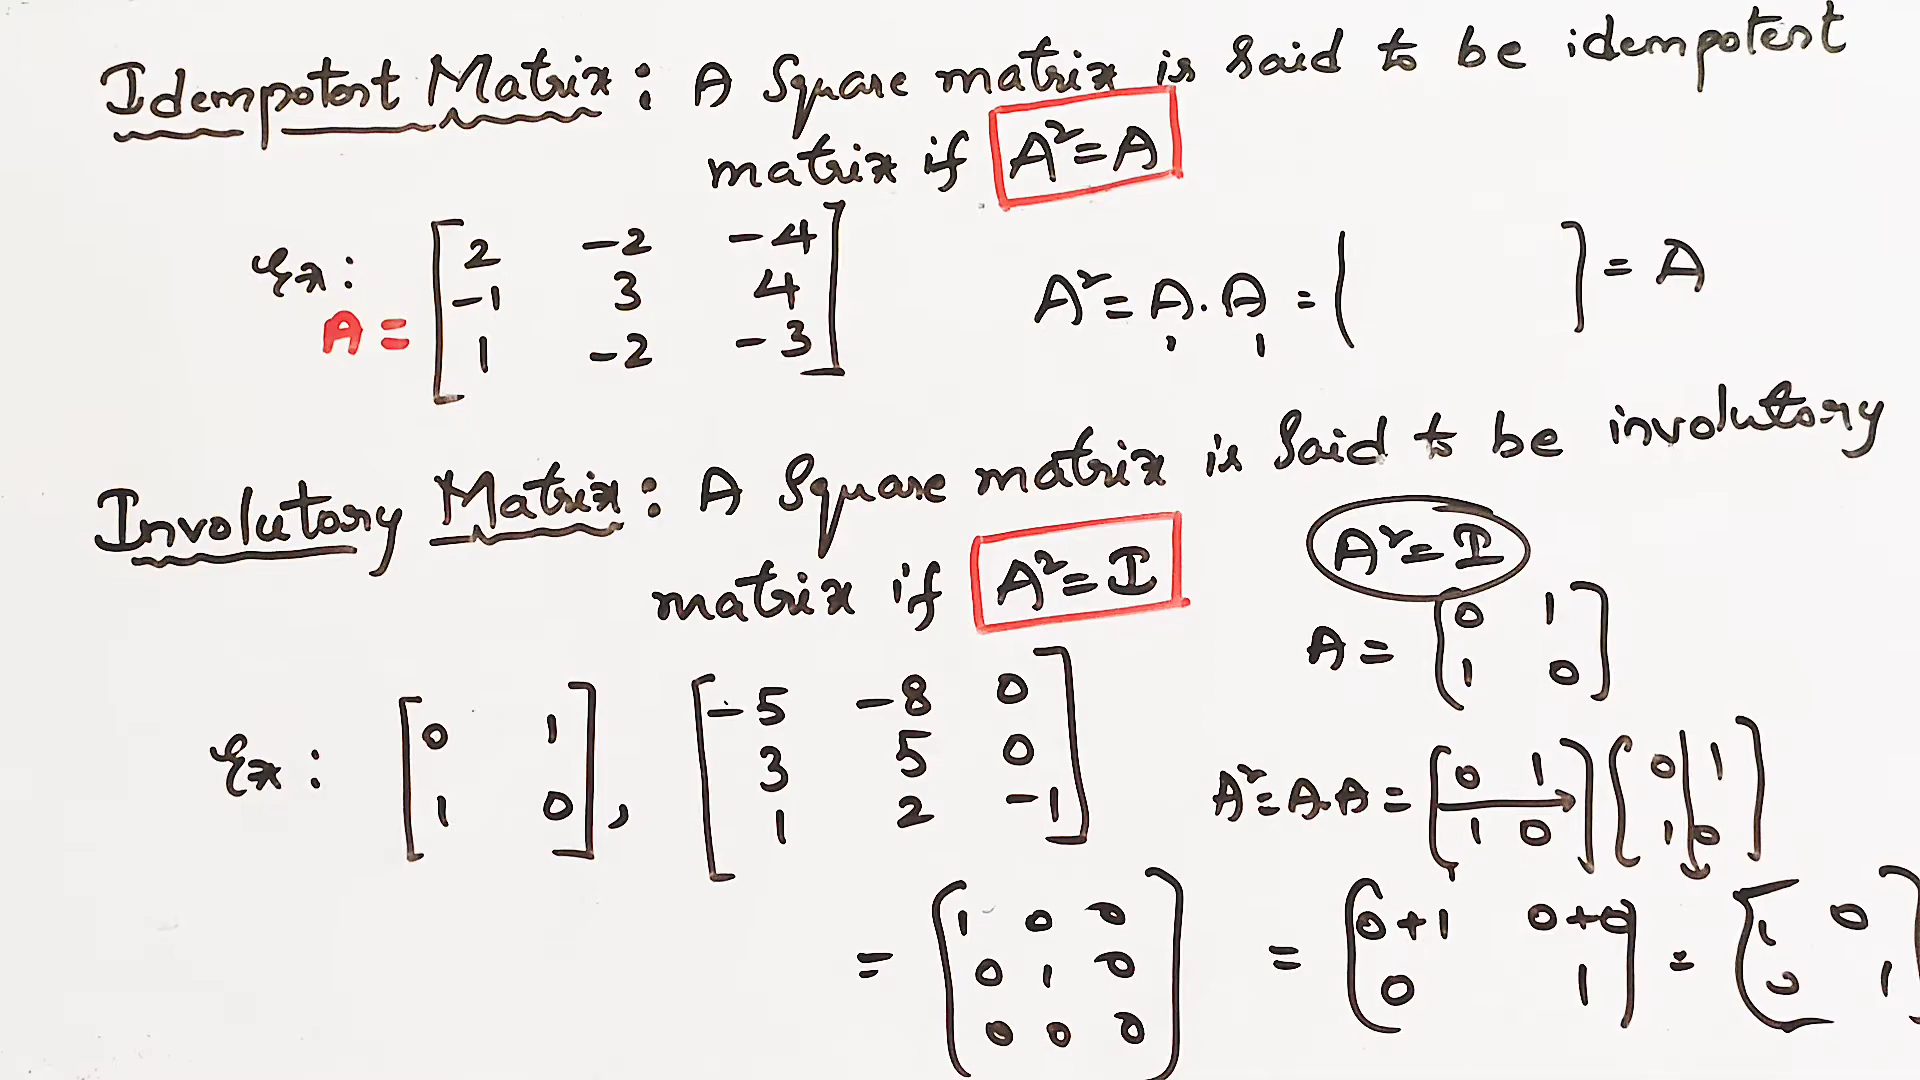 Idempotent Matrix: A Square matrix is said to be idempotent
matrix if A²=A
Ex: A = [2 -2 -4
-1 3 4
1 -2 -3]
A²= A.A = [ ] = A
Involutory Matrix: A Square matrix is said to be involutory
matrix if A²=I
A²=I
A = [0 1
1 0]
Ex: [0 1
1 0], [-5 -8 0
3 5 0
1 2 -1]
A²=A.A = [0 1
1 0] [0 1
1 0]
= [1 0 0
0 1 0
0 0 0]
= [0+1 0+0
0 1] = [1 0
0 1]